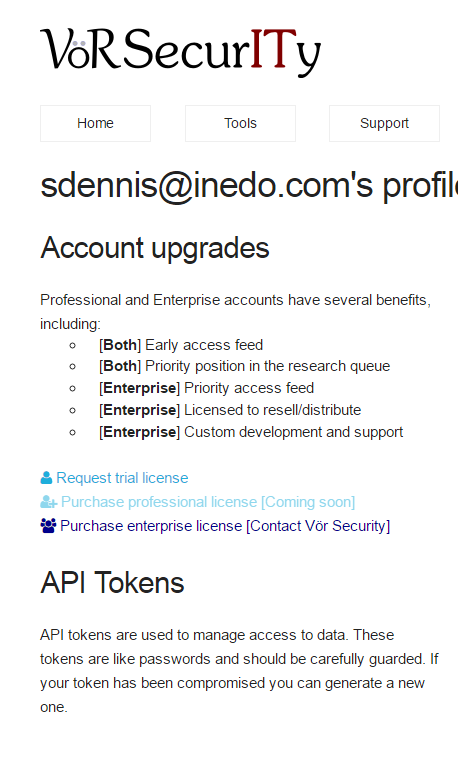 VöRSecurITy
Home Tools Support
sdennis@inedo.com's profile
Account upgrades
Professional and Enterprise accounts have several benefits,
including:
[Both] Early access feed
[Both] Priority position in the research queue
[Enterprise] Priority access feed
[Enterprise] Licensed to resell/distribute
[Enterprise] Custom development and support
Request trial license
Purchase professional license [Coming soon]
Purchase enterprise license [Contact Vör Security]
API Tokens
API tokens are used to manage access to data. These
tokens are like passwords and should be carefully guarded. If
your token has been compromised you can generate a new
one.